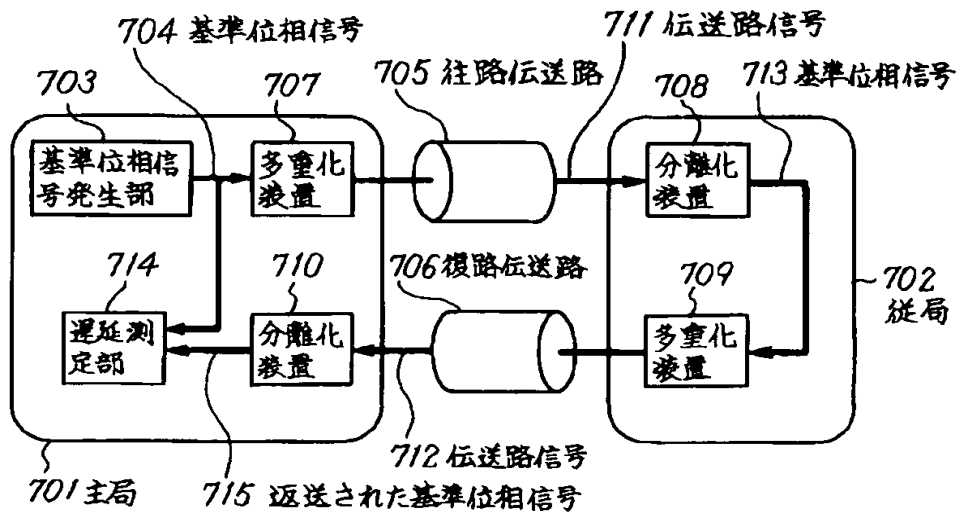 704 基準位相信号
711 伝送路信号
703
707
705 往路伝送路
708
713 基準位相信号
基準位相信
号発生部
多重化
装置
分離化
装置
714
710
706 復路伝送路
709
702
従局
遅延測
定部
分離化
装置
多重化
装置
712 伝送路信号
701 主局
715 返送された基準位相信号